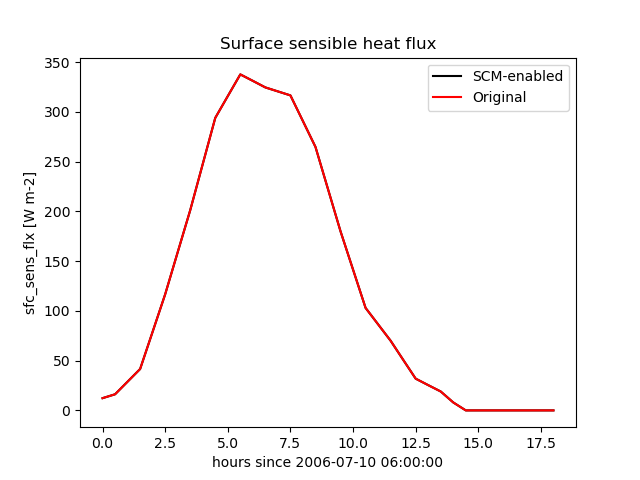 Surface sensible heat flux
SCM-enabled
Original
sfc_sens_flx [W m-2]
350
300
250
200
150
100
50
0
0.0 2.5 5.0 7.5 10.0 12.5 15.0 17.5
hours since 2006-07-10 06:00:00